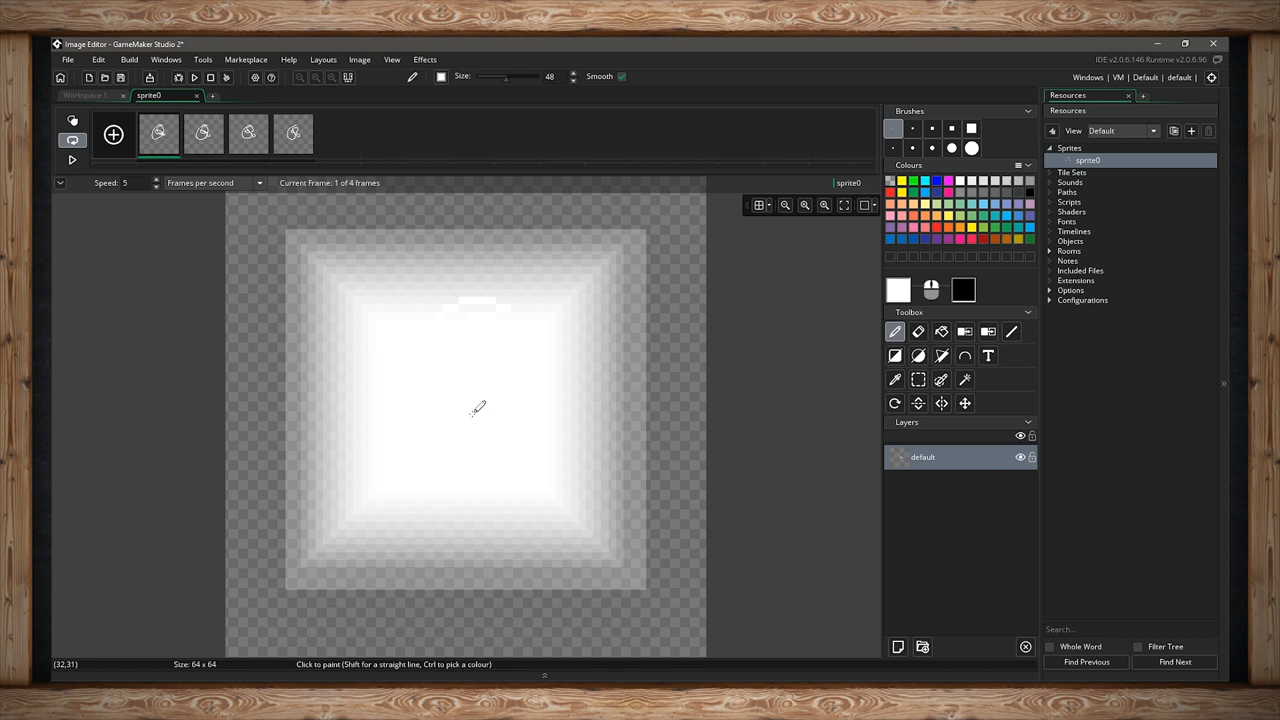 Image Editor - GameMaker Studio 2*
File Edit Build Windows Tools Marketplace Help Layouts Image View Effects
IDE v2.0.6.146 Runtime v2.0.6.96
Size: 48 Smooth
Windows | VM | Default | default |
Workspace 1 sprite0
Resources
Brushes
Resources
View Default
Sprites
sprite0
Colours
Tile Sets
Speed: 5 Frames per second Current Frame: 1 of 4 frames sprite0
Sounds
Paths
Scripts
Shaders
Fonts
Timelines
Objects
Rooms
Notes
Included Files
Extensions
Options
Configurations
Toolbox
T
Layers
default
Search...
Whole Word Filter Tree
Find Previous Find Next
(32,31) Size: 64 x 64 Click to paint (Shift for a straight line, Ctrl to pick a colour)